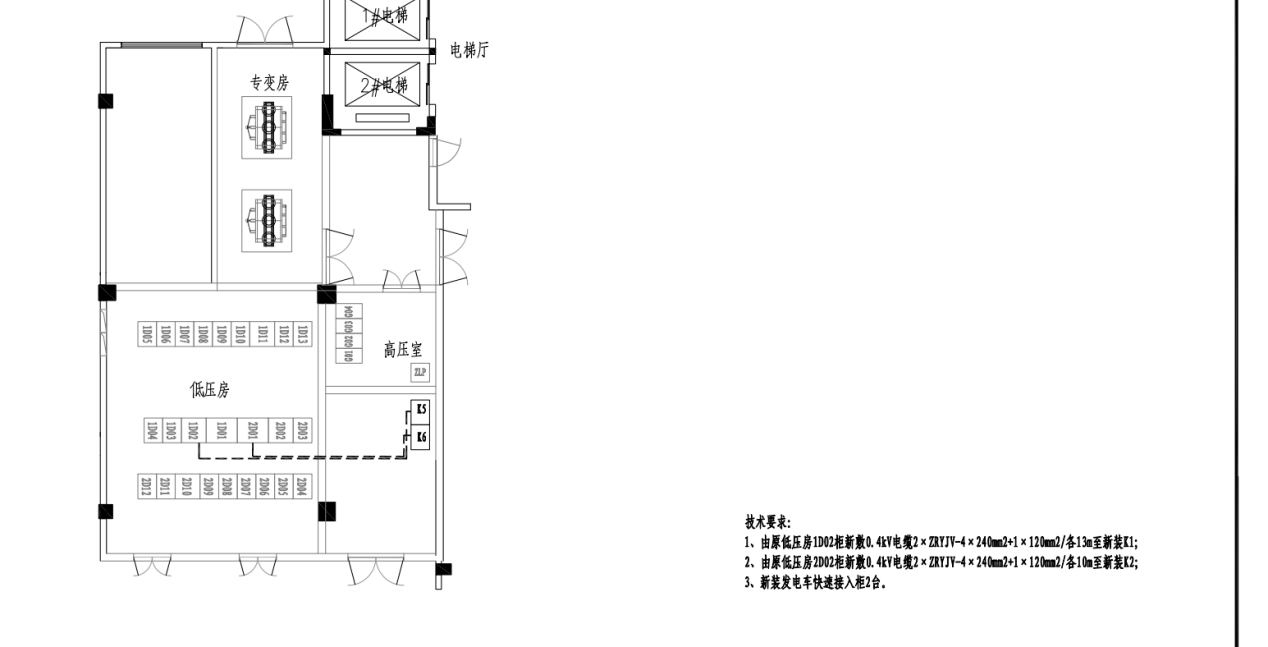 1#电梯
电梯厅
2#电梯
专变房
G04
G03
G02
G01
1D05 1D06 1D07 1D08 1D09 1D10 1D11 1D12 1D13
高压室
ZLP
低压房
K5
1D04 1D03 1D02 1D01 2D01 2D02 2D03
K6
2D12 2D11 2D10 2D09 2D08 2D07 2D06 2D05 2D04
技术要求:
1、由原低压房1D02柜新敷0.4kV电缆2×ZRYJV-4×240mm2+1×120mm2/各13m至新装K1;
2、由原低压房2D02柜新敷0.4kV电缆2×ZRYJV-4×240mm2+1×120mm2/各10m至新装K2;
3、新装发电车快速接入柜2台。